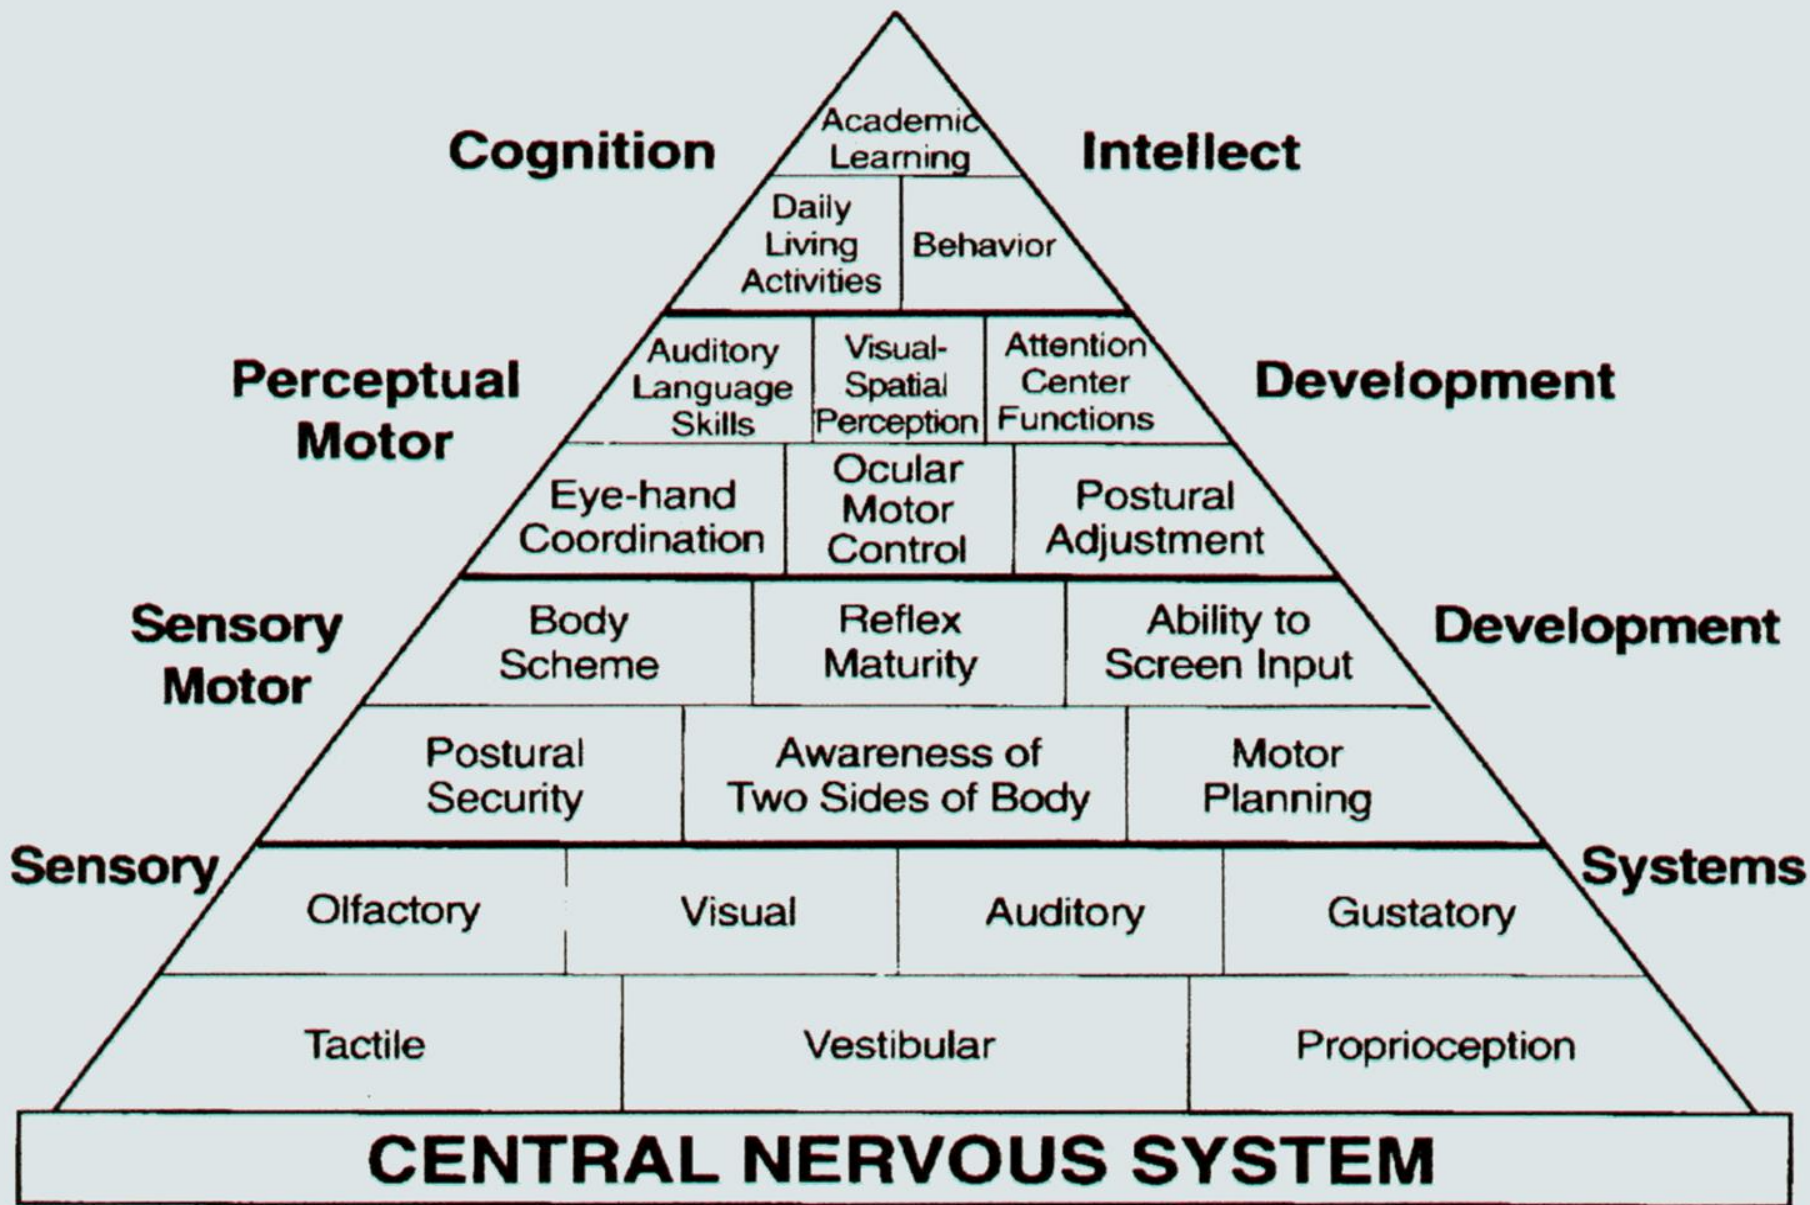 Academic
Learning
Cognition
Intellect
Daily
Living
Activities
Behavior
Auditory
Language
Skills
Visual-
Spatial
Perception
Attention
Center
Functions
Perceptual
Motor
Development
Eye-hand
Coordination
Ocular
Motor
Control
Postural
Adjustment
Sensory
Motor
Body
Scheme
Reflex
Maturity
Ability to
Screen Input
Development
Postural
Security
Awareness of
Two Sides of Body
Motor
Planning
Sensory
Systems
Olfactory
Visual
Auditory
Gustatory
Tactile
Vestibular
Proprioception
CENTRAL NERVOUS SYSTEM